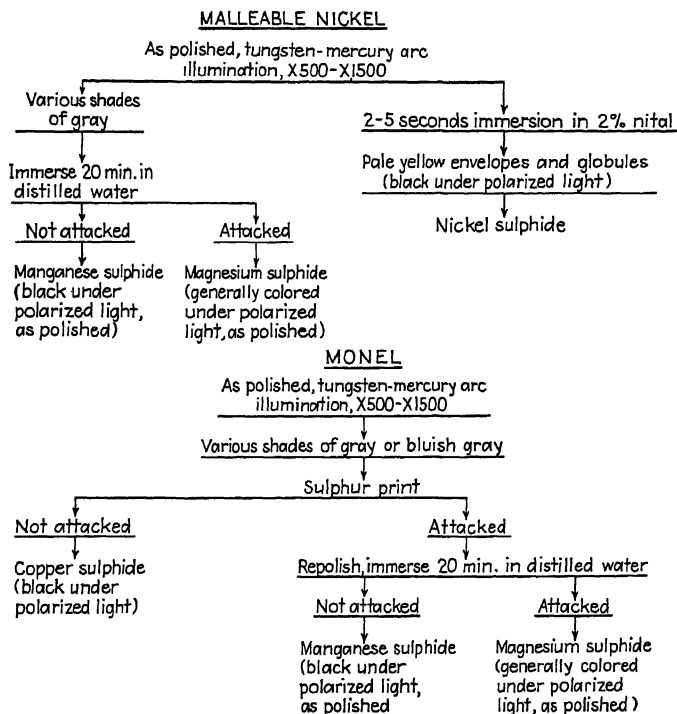 MALLEABLE NICKEL
As polished, tungsten-mercury arc
illumination, X500-X1500
Various shades
of gray
Immerse 20 min. in
distilled water
Not attacked
Manganese sulphide
(black under
polarized light,
as polished)
Attacked
Magnesium sulphide
(generally colored
under polarized
light, as polished)
2-5 seconds immersion in 2% nital
Pale yellow envelopes and globules
(black under polarized light)
Nickel sulphide
MONEL
As polished, tungsten-mercury arc
illumination, X500-X1500
Various shades of gray or bluish gray
Sulphur print
Not attacked
Copper sulphide
(black under
polarized light)
Attacked
Repolish, immerse 20 min. in distilled water
Not attacked
Manganese sulphide
(black under
polarized light,
as polished
Attacked
Magnesium sulphide
(generally colored
under polarized
light, as polished)